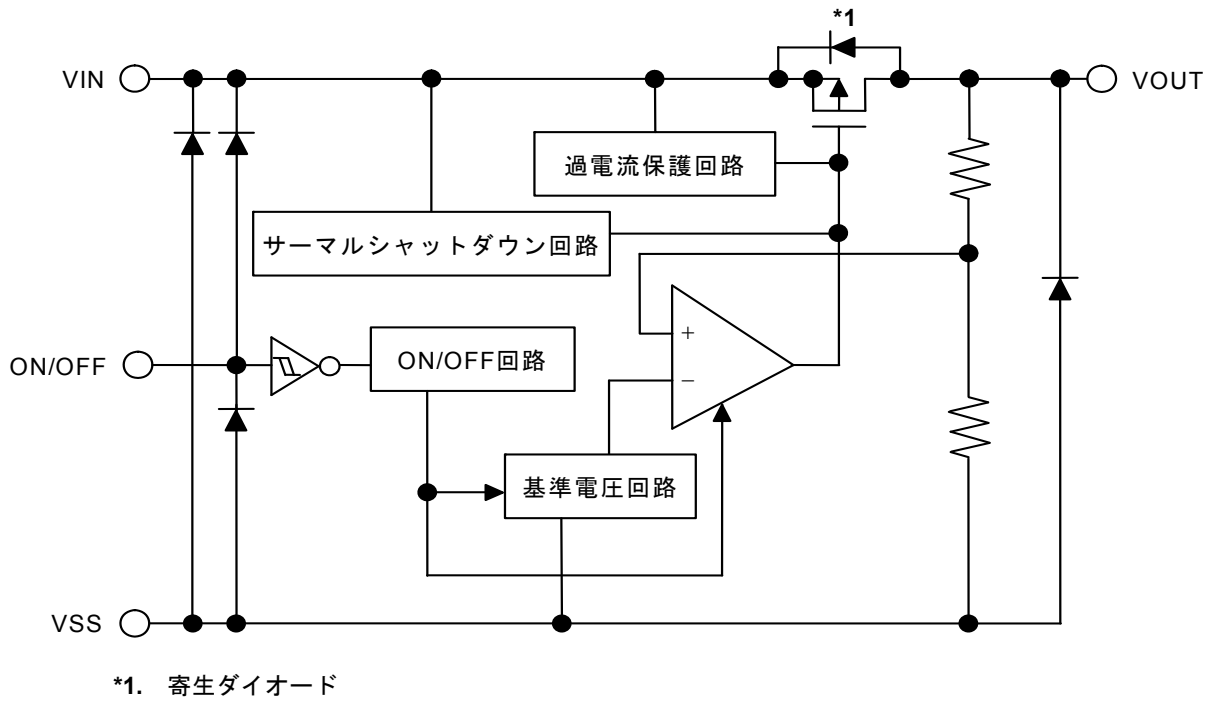 *1
VIN
VOUT
過電流保護回路
サーマルシャットダウン回路
+
ON/OFF
ON/OFF回路
−
基準電圧回路
VSS
*1. 寄生ダイオード